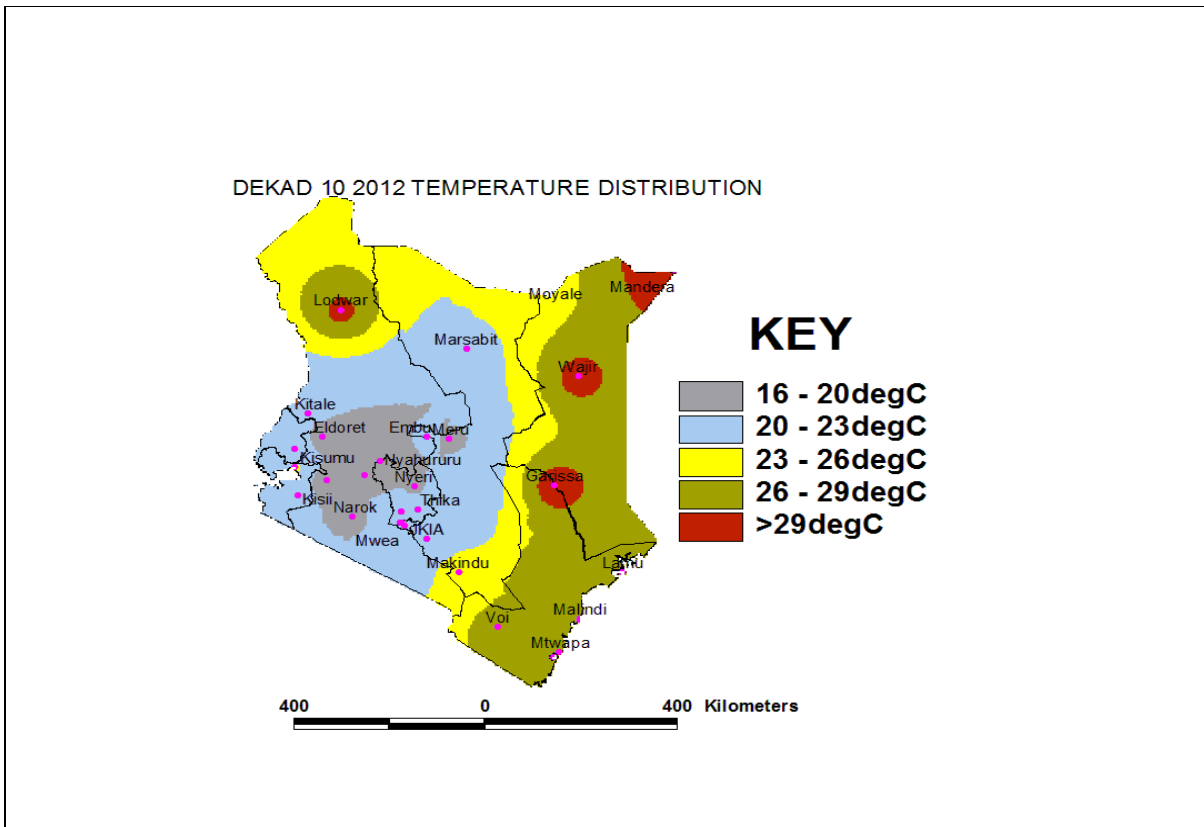 DEKAD 10 2012 TEMPERATURE DISTRIBUTION
Lodwar
Moyale
Mandera
Marsabit
Wajir
Kitale
Eldoret
Embu
Meru
Kisumu
Nyahururu
Nyeri
Garissa
Kisii
Narok
Thika
Mwea
JKIA
Makindu
Lamu
Voi
Malindi
Mtwapa
KEY
16 - 20degC
20 - 23degC
23 - 26degC
26 - 29degC
>29degC
400 0 400 Kilometers